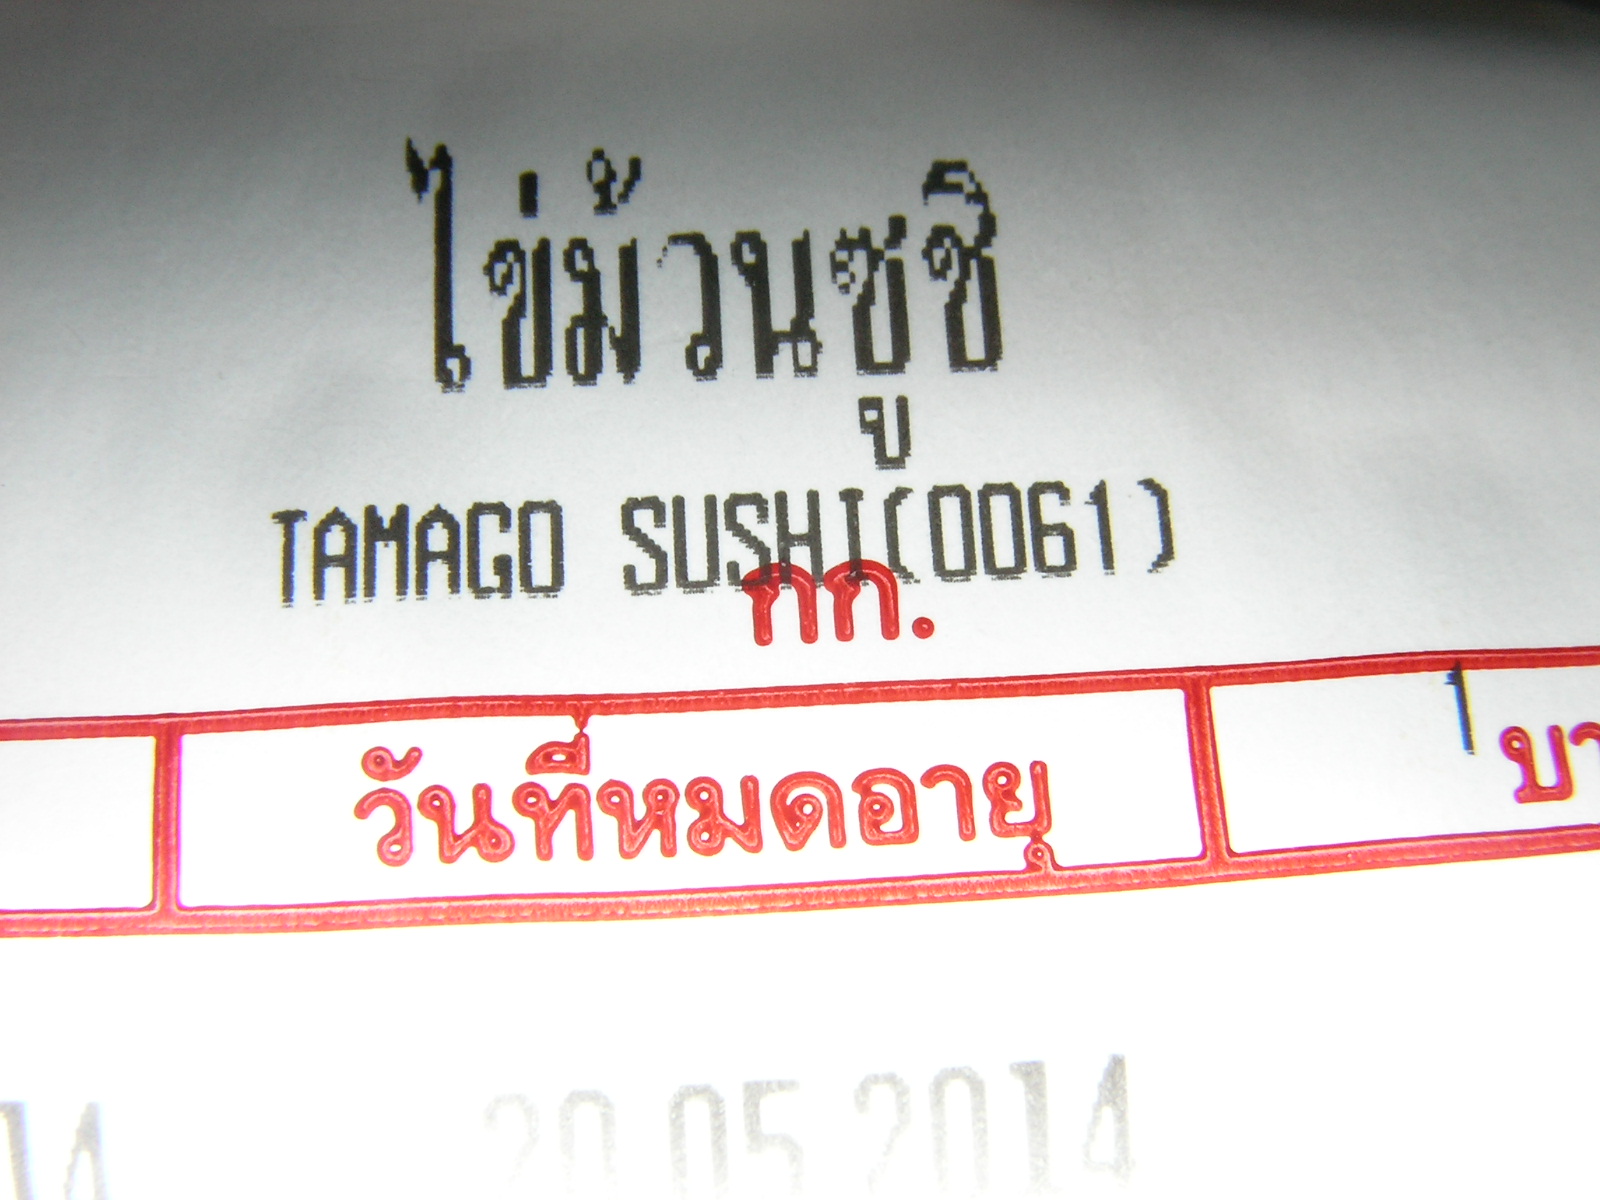 ไข่ม้วนซูชิ
TAMAGO SUSHI(0061)
กก.
วันที่หมดอายุ
20.05.2014